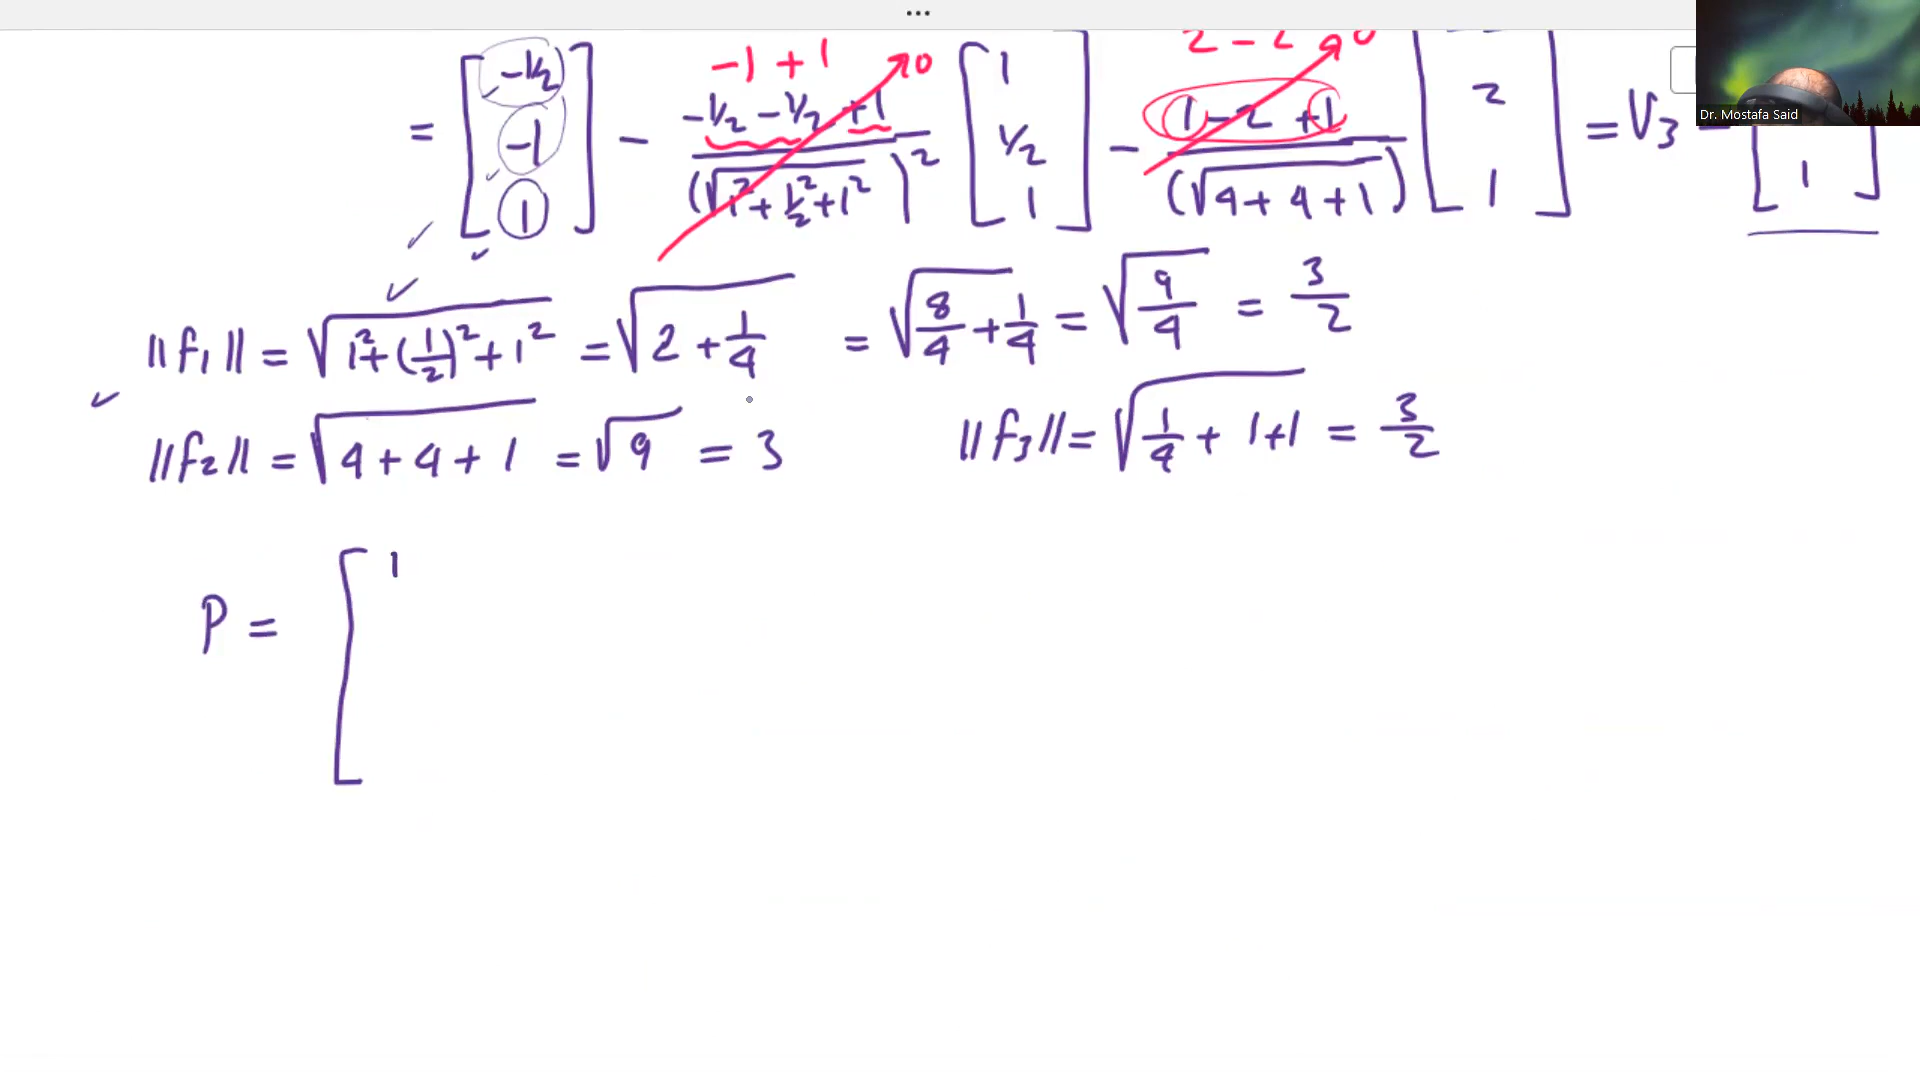 •••
-1 + 1 → 0
2 - 2 → 0
= [-1/2 -1 1] - (-1/2 - 1/2 + 1)/(√1² + 1/2² + 1²)² [1 1/2 1] - (1 - 2 + 1)/(√4 + 4 + 1) [2 1] = V3 - [1]
Dr. Mostafa Said
||f1|| = √1² + (1/2)² + 1² = √2 + 1/4 = √8/4 + 1/4 = √9/4 = 3/2
||f2|| = √4 + 4 + 1 = √9 = 3
||f3|| = √1/4 + 1 + 1 = 3/2
P = [1